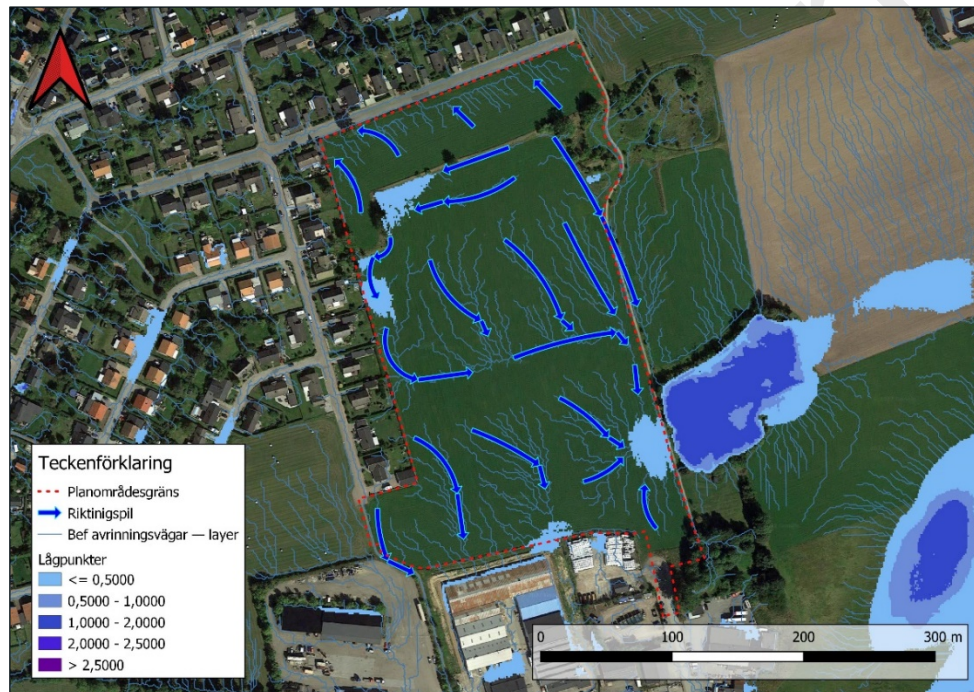 Teckenförklaring
Planområdesgräns
Riktinigspil
Bef avrinningsvägar — layer
Lågpunkter
<= 0,5000
0,5000 - 1,0000
1,0000 - 2,0000
2,0000 - 2,5000
> 2,5000
0 100 200 300 m